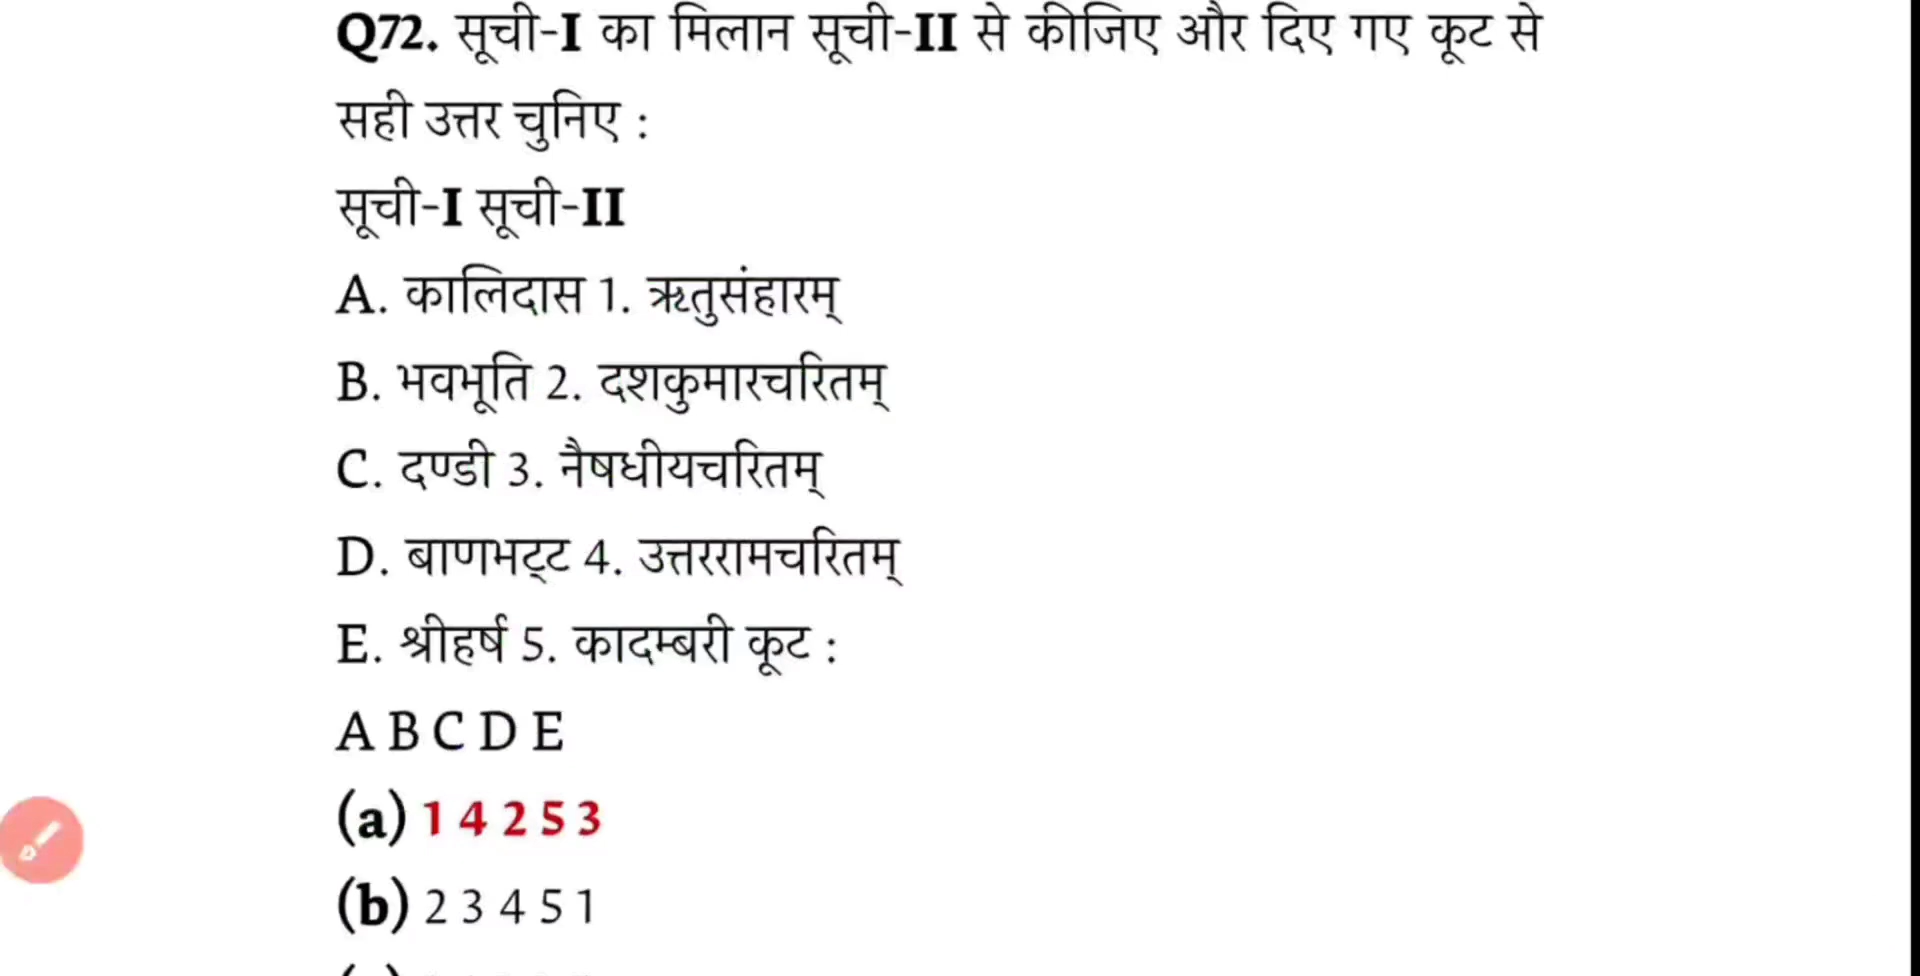 Q72. सूची-I का मिलान सूची-II से कीजिए और दिए गए कूट से
सही उत्तर चुनिए :
सूची-I सूची-II
A. कालिदास 1. ऋतुसंहारम्
B. भवभूति 2. दशकुमारचरितम्
C. दण्डी 3. नैषधीयचरितम्
D. बाणभट्ट 4. उत्तररामचरितम्
E. श्रीहर्ष 5. कादम्बरी कूट :
A B C D E
(a) 1 4 2 5 3
(b) 2 3 4 5 1